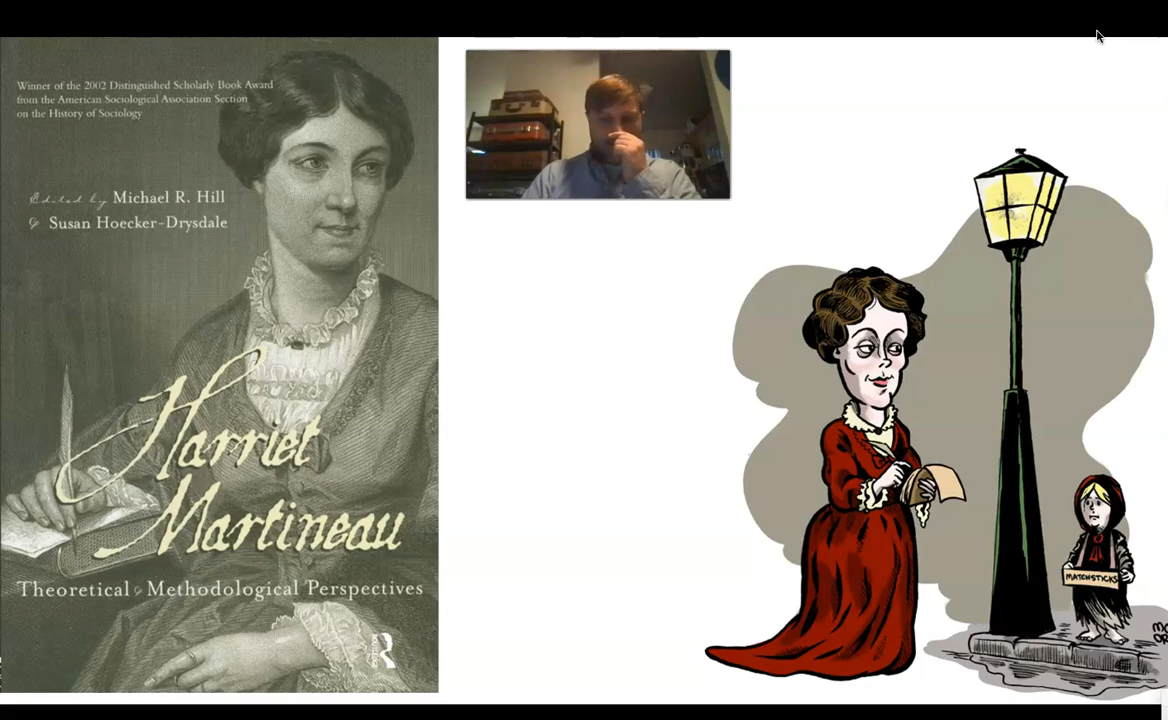 Winner of the 2002 Distinguished Scholarly Book Award
from the American Sociological Association Section
on the History of Sociology
Edited by Michael R. Hill
& Susan Hoecker-Drysdale
Harriet
Martineau
Theoretical & Methodological Perspectives
MATCHSTICKS